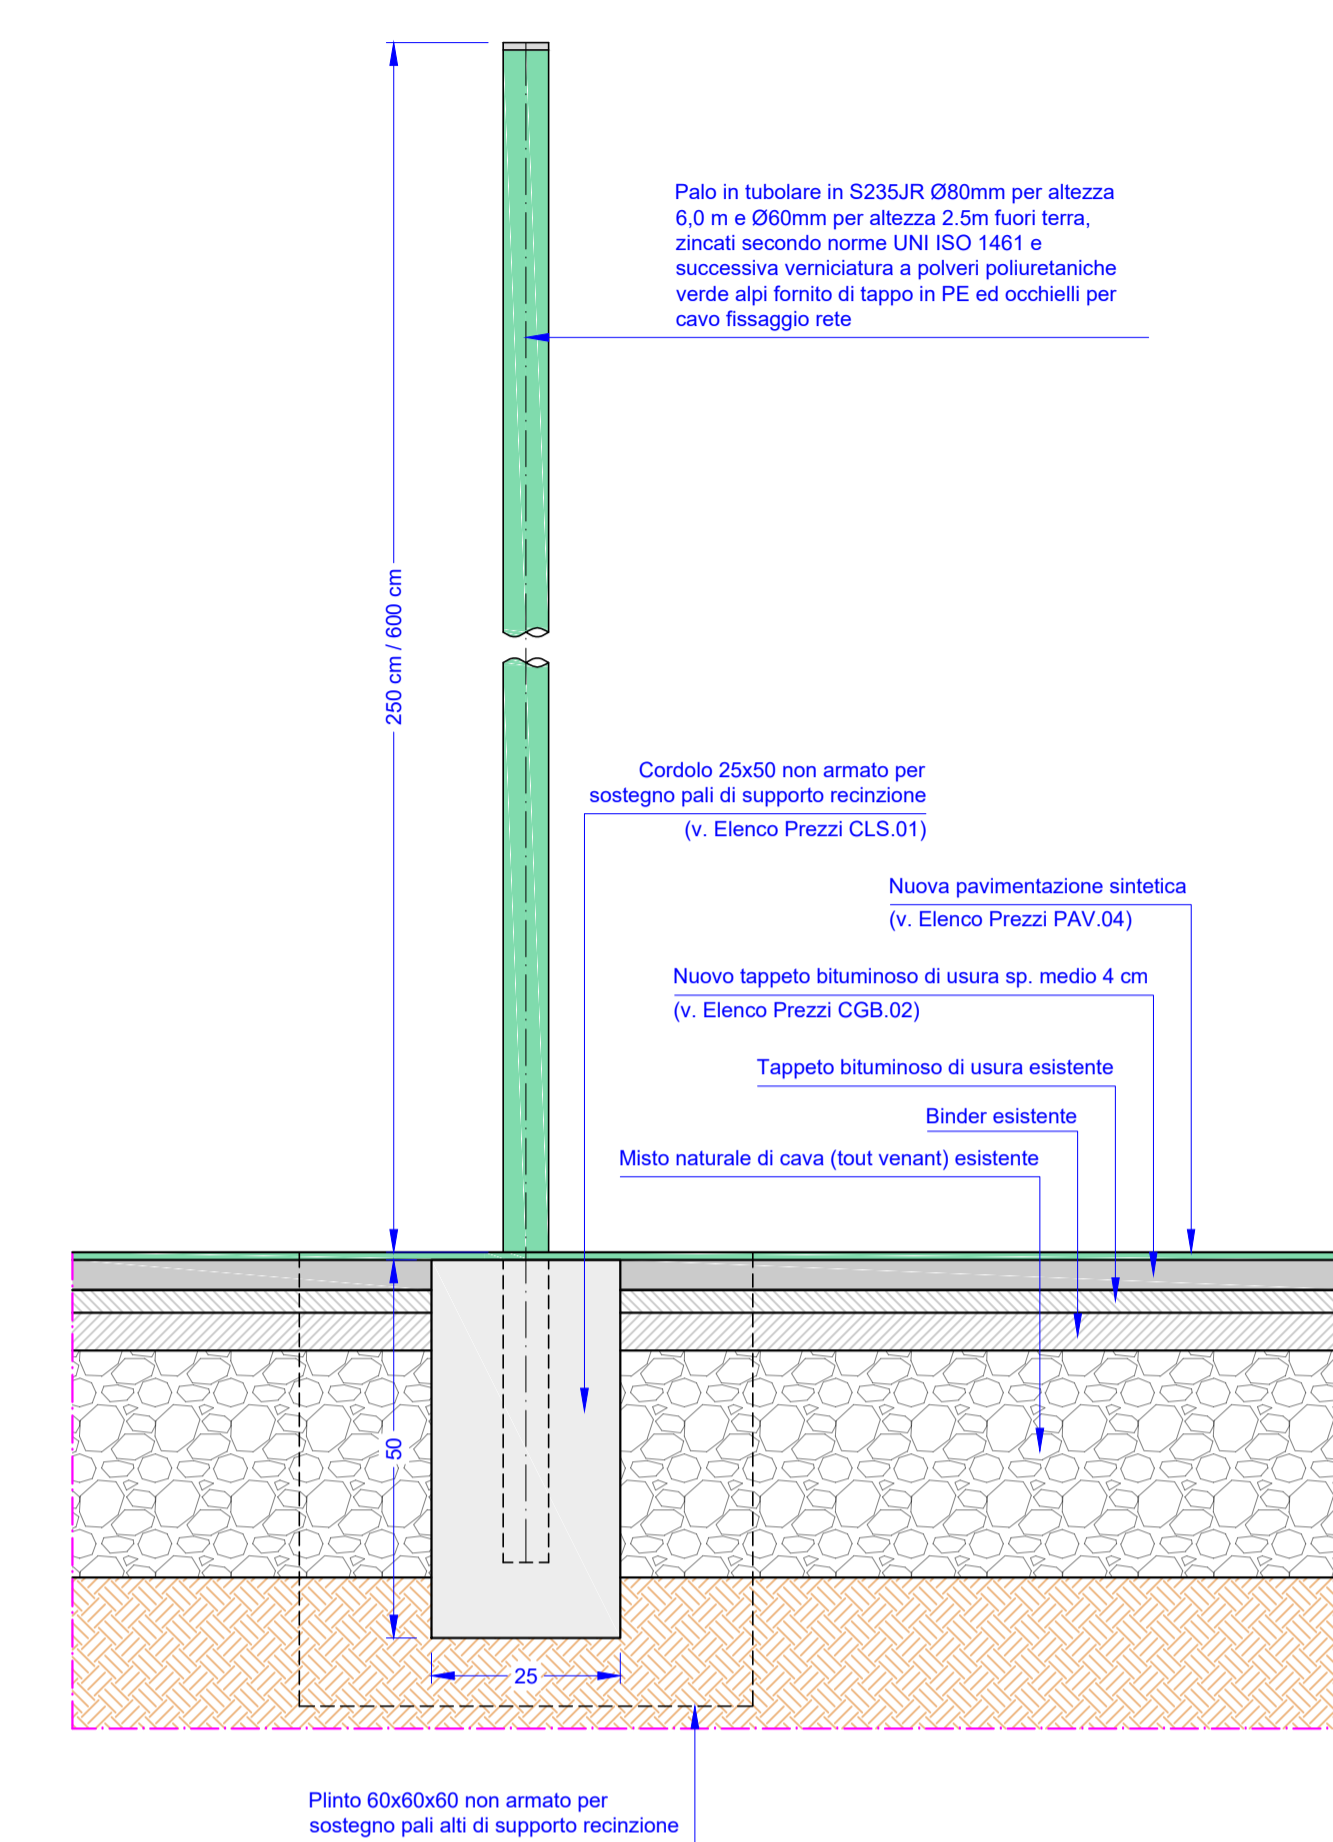 Palo in tubolare in S235JR Ø80mm per altezza
6,0 m e Ø60mm per altezza 2.5m fuori terra,
zincati secondo norme UNI ISO 1461 e
successiva verniciatura a polveri poliuretaniche
verde alpi fornito di tappo in PE ed occhielli per
cavo fissaggio rete
250 cm / 600 cm
Cordolo 25x50 non armato per
sostegno pali di supporto recinzione
(v. Elenco Prezzi CLS.01)
Nuova pavimentazione sintetica
(v. Elenco Prezzi PAV.04)
Nuovo tappeto bituminoso di usura sp. medio 4 cm
(v. Elenco Prezzi CGB.02)
Tappeto bituminoso di usura esistente
Binder esistente
Misto naturale di cava (tout venant) esistente
50
25
Plinto 60x60x60 non armato per
sostegno pali alti di supporto recinzione